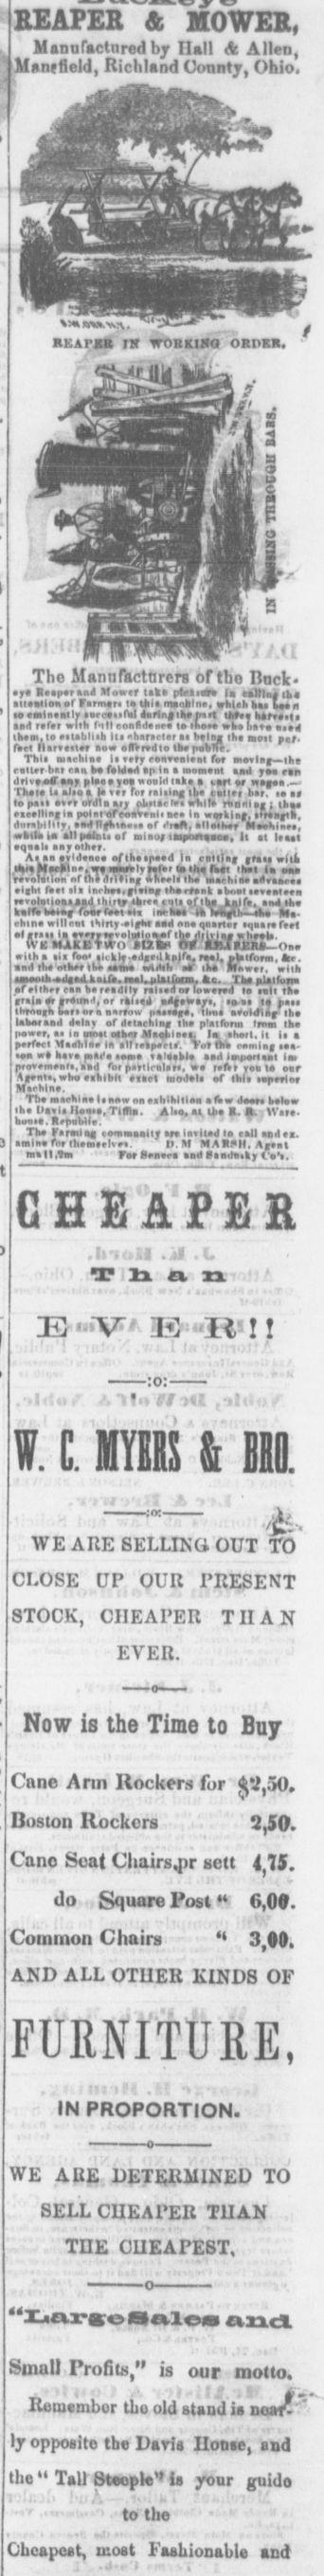 Buckeye
REAPER & MOWER,
Manufactured by Hall & Allen,
Mansfield, Richland County, Ohio.
REAPER IN WORKING ORDER.
IN PASSING THROUGH BARS.
The Manufacturers of the Buck-
eye Reaper and Mower take pleasure in calling the
attention of Farmers to this machine, which has been
so eminently successful during the past three harvests
and refer with full confidence to those who have used
them, to establish its character as being the most per-
fect Harvester now offered to the public.
This machine is very convenient for moving—the
cutter bar can be folded up in a moment and you can
drive off any place you would take a cart or wagon.—
There is also a lever for raising the cutter bar, so as
to pass over ordinary obstacles while running; thus
excelling in point of convenience in working, strength,
durability, and lightness of draft, all other Machines,
while in all points of minor importance, it at least
equals any other.
As an evidence of the speed in cutting grass with
this Machine, we merely refer to the fact that in one
revolution of the driving wheels the machine advances
eight feet six inches, giving the crank about seventeen
revolutions and thirty-three cuts of the knife, and the
knife being four feet six inches in length—the Ma-
chine will cut thirty-eight and one quarter square feet
of grass in every revolution of the driving wheels.
WE MAKE TWO SIZES OF REAPERS—One
with a six foot sickle-edged knife, reel, platform, &c.
and the other the same width as the Mower, with
smooth-edged knife, reel, platform, &c. The platform
of either can be readily raised or lowered to suit the
grain or ground, or raised edgeways, so as to pass
through bars or a narrow passage, thus avoiding the
labor and delay of detaching the platform from the
power, as in most other Machines. In short, it is a
perfect Machine in all respects. For the coming sea-
son we have made some valuable and important im-
provements, and for particulars, we refer you to our
Agents, who exhibit exact models of this superior
Machine.
The machine is now on exhibition a few doors below
the Davis House, Tiffin. Also, at the R. R. Ware-
house, Republic.
The Farming community are invited to call and ex-
amine for themselves. D. M MARSH, Agent
ma11,2m For Seneca and Sandusky Co's.
CHEAPER
Than
EVER!!
:o:
W. C. MYERS & BRO.
:o:
WE ARE SELLING OUT TO
CLOSE UP OUR PRESENT
STOCK, CHEAPER THAN
EVER.
o
Now is the Time to Buy
Cane Arm Rockers for $2,50.
Boston Rockers 2,50.
Cane Seat Chairs, pr sett 4,75.
do Square Post " 6,00.
Common Chairs " 3,00.
AND ALL OTHER KINDS OF
FURNITURE,
IN PROPORTION.
o
WE ARE DETERMINED TO
SELL CHEAPER THAN
THE CHEAPEST,
o
"Large Sales and
Small Profits," is our motto.
Remember the old stand is near-
ly opposite the Davis House, and
the "Tall Steeple" is your guide
to the
Cheapest, most Fashionable and